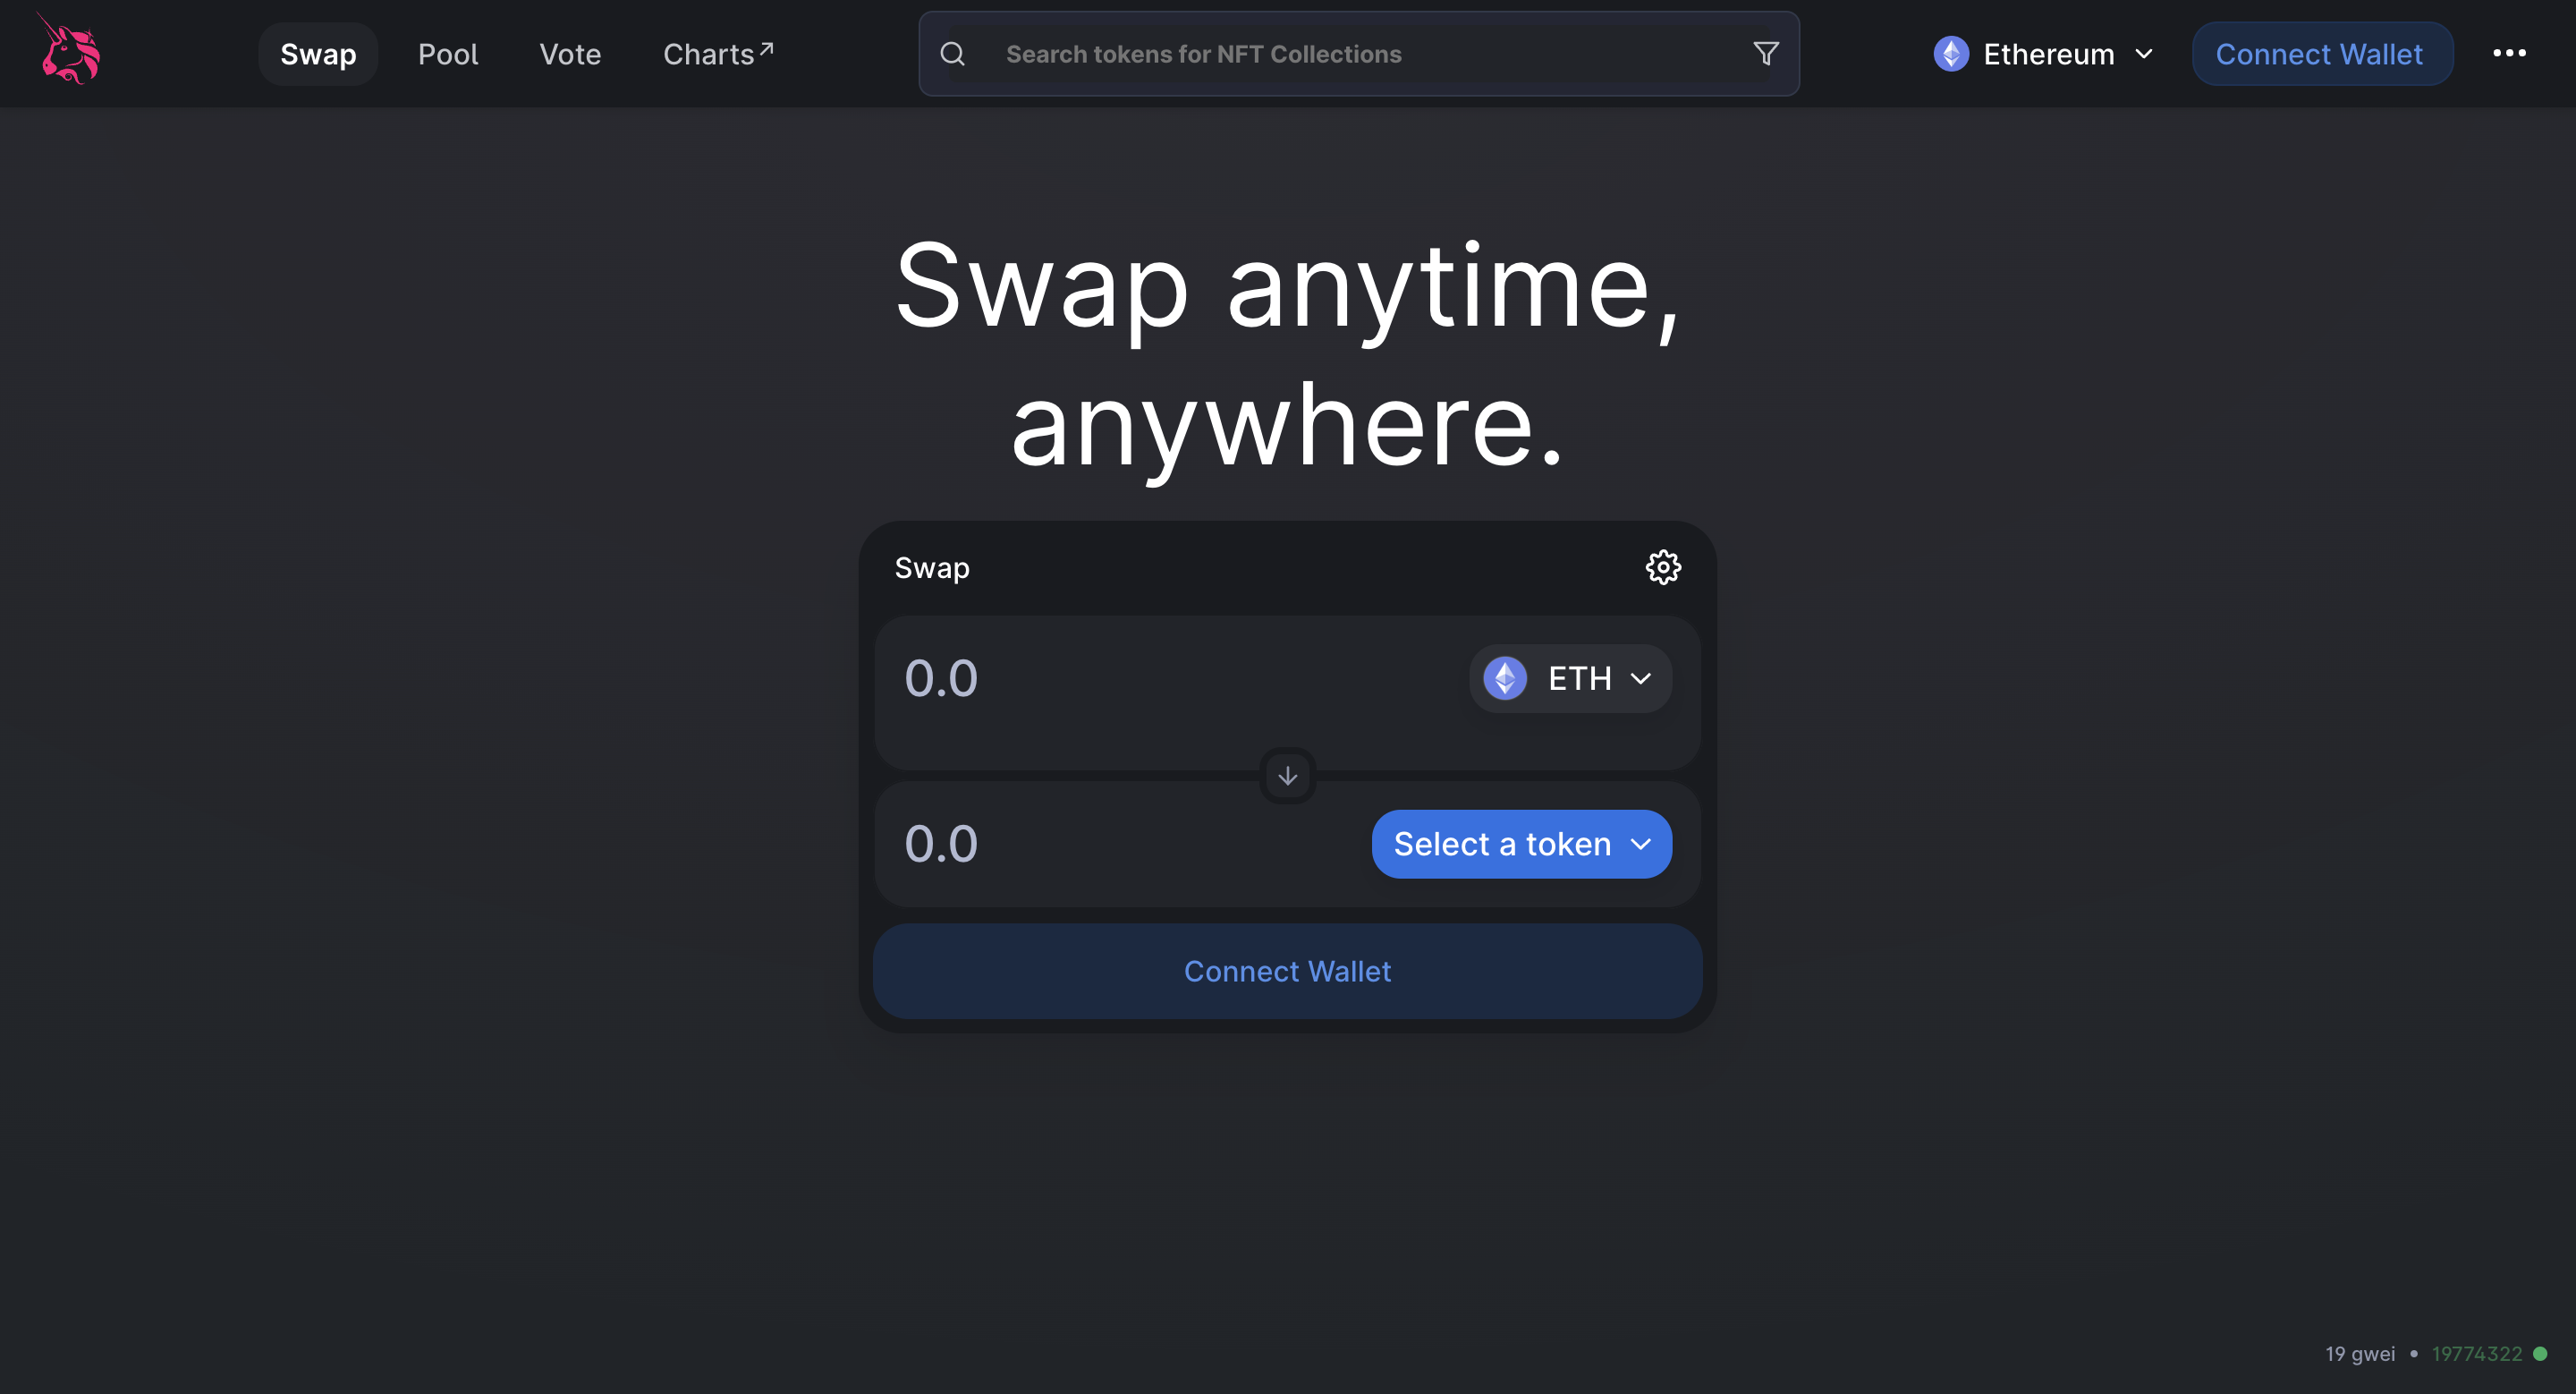 Swap
Pool
Vote
Charts
Search tokens for NFT Collections
Ethereum
Connect Wallet
Swap anytime,
anywhere.
Swap
0.0
ETH
0.0
Select a token
Connect Wallet
19 gwei • 19774322